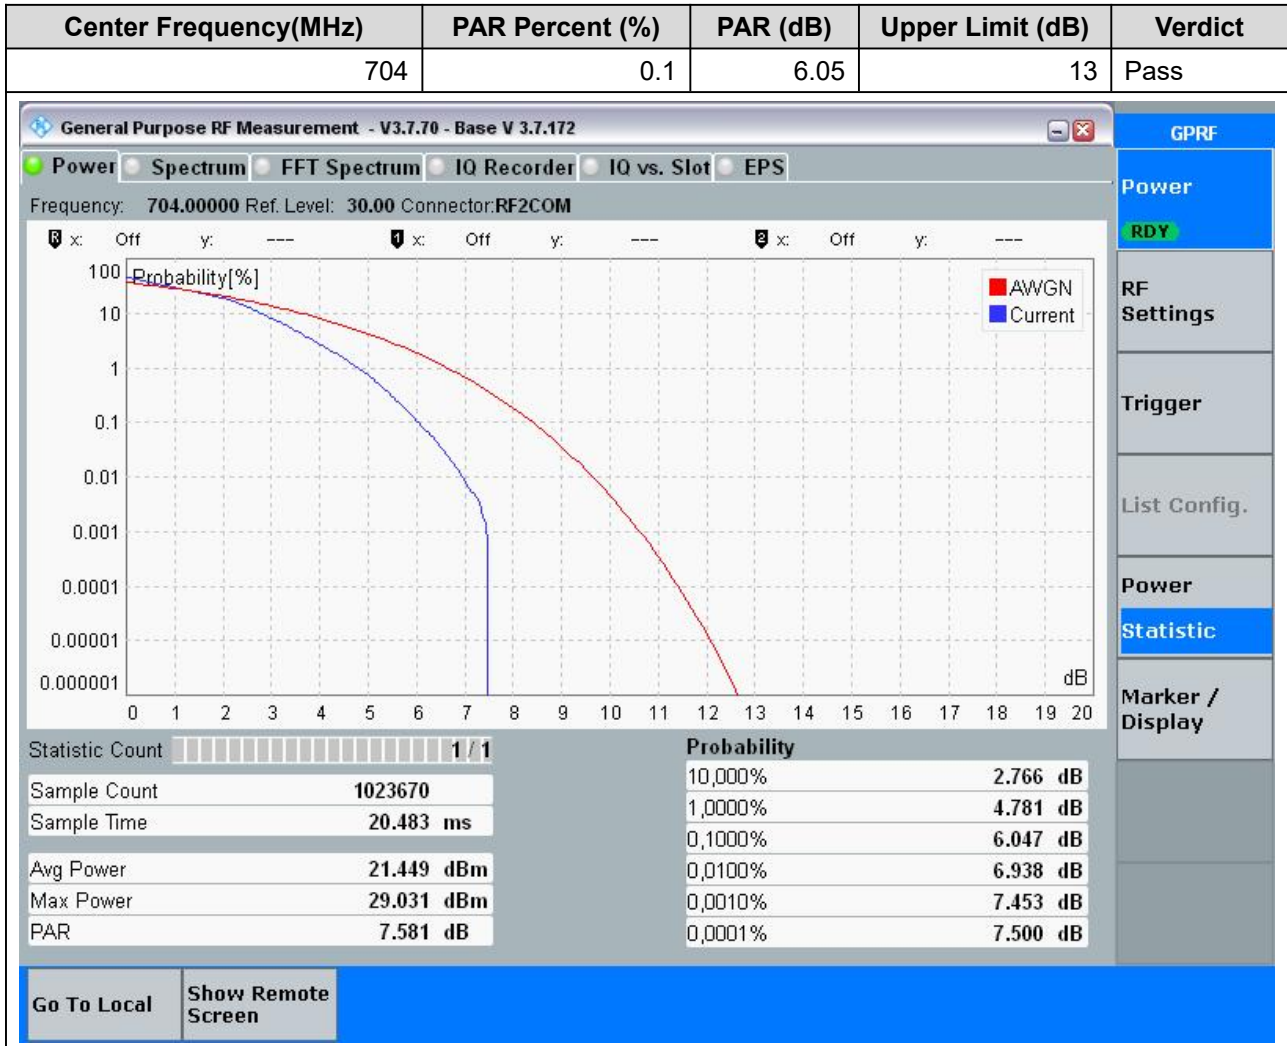 Center Frequency(MHz) PAR Percent (%) PAR (dB) Upper Limit (dB) Verdict
704 0.1 6.05 13 Pass
General Purpose RF Measurement - V3.7.70 - Base V 3.7.172
GPRF
Power Spectrum FFT Spectrum IQ Recorder IQ vs. Slot EPS
Frequency: 704.00000 Ref. Level: 30.00 Connector:RF2COM
R x: Off y: --- 1 x: Off y: --- 2 x: Off y: ---
Probability[%]
AWGN
Current
100
10
1
0.1
0.01
0.001
0.0001
0.00001
0.000001
dB
0 1 2 3 4 5 6 7 8 9 10 11 12 13 14 15 16 17 18 19 20
Statistic Count 1 / 1
Sample Count 1023670
Sample Time 20.483 ms
Avg Power 21.449 dBm
Max Power 29.031 dBm
PAR 7.581 dB
Probability
10,000% 2.766 dB
1,0000% 4.781 dB
0,1000% 6.047 dB
0,0100% 6.938 dB
0,0010% 7.453 dB
0,0001% 7.500 dB
Power
RDY
RF
Settings
Trigger
List Config.
Power
Statistic
Marker /
Display
Go To Local
Show Remote
Screen